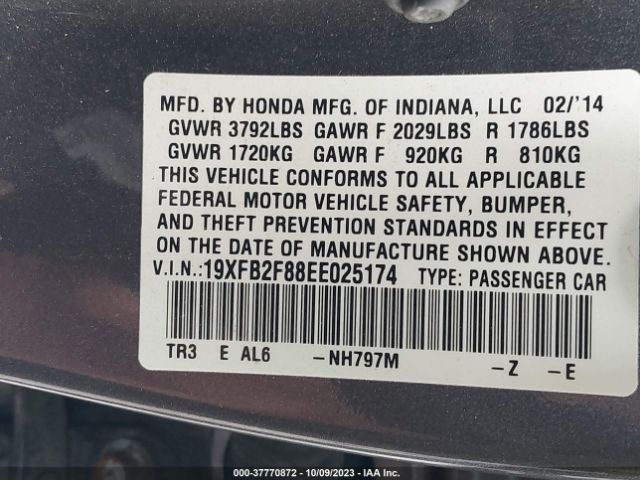 MFD. BY HONDA MFG. OF INDIANA, LLC 02/'14
GVWR 3792LBS GAWR F 2029LBS R 1786LBS
GVWR 1720KG GAWR F 920KG R 810KG
THIS VEHICLE CONFORMS TO ALL APPLICABLE
FEDERAL MOTOR VEHICLE SAFETY, BUMPER,
AND THEFT PREVENTION STANDARDS IN EFFECT
ON THE DATE OF MANUFACTURE SHOWN ABOVE.
V.I.N.:19XFB2F88EE025174 TYPE: PASSENGER CAR
TR3 E AL6 -NH797M -Z -E
000-37770872 | 10/09/2023 | IAA Inc.